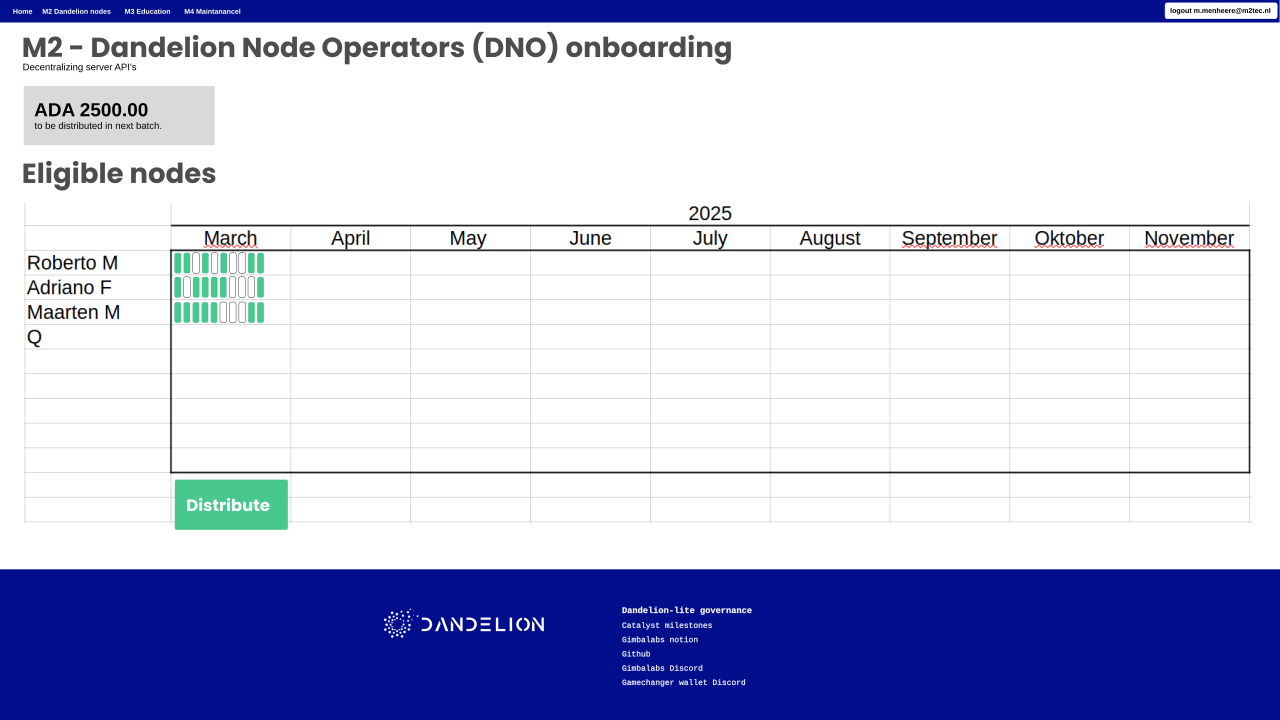 Home M2 Dandelion nodes M3 Education M4 Maintanancel logout m.menheere@m2tec.nl
M2 - Dandelion Node Operators (DNO) onboarding
Decentralizing server API's
ADA 2500.00
to be distributed in next batch.
Eligible nodes
2025
March April May June July August September Oktober November
Roberto M
Adriano F
Maarten M
Q
Distribute
DANDELION
Dandelion-lite governance
Catalyst milestones
Gimbalabs notion
Github
Gimbalabs Discord
Gamechanger wallet Discord